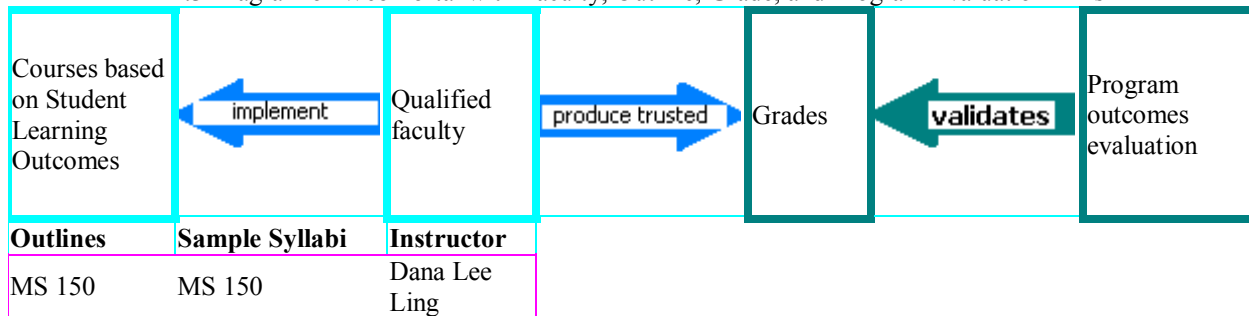 Courses based
on Student
Learning
Outcomes
implement
Qualified
faculty
produce trusted
Grades
validates
Program
outcomes
evaluation
Outlines Sample Syllabi Instructor
MS 150 MS 150 Dana Lee
Ling